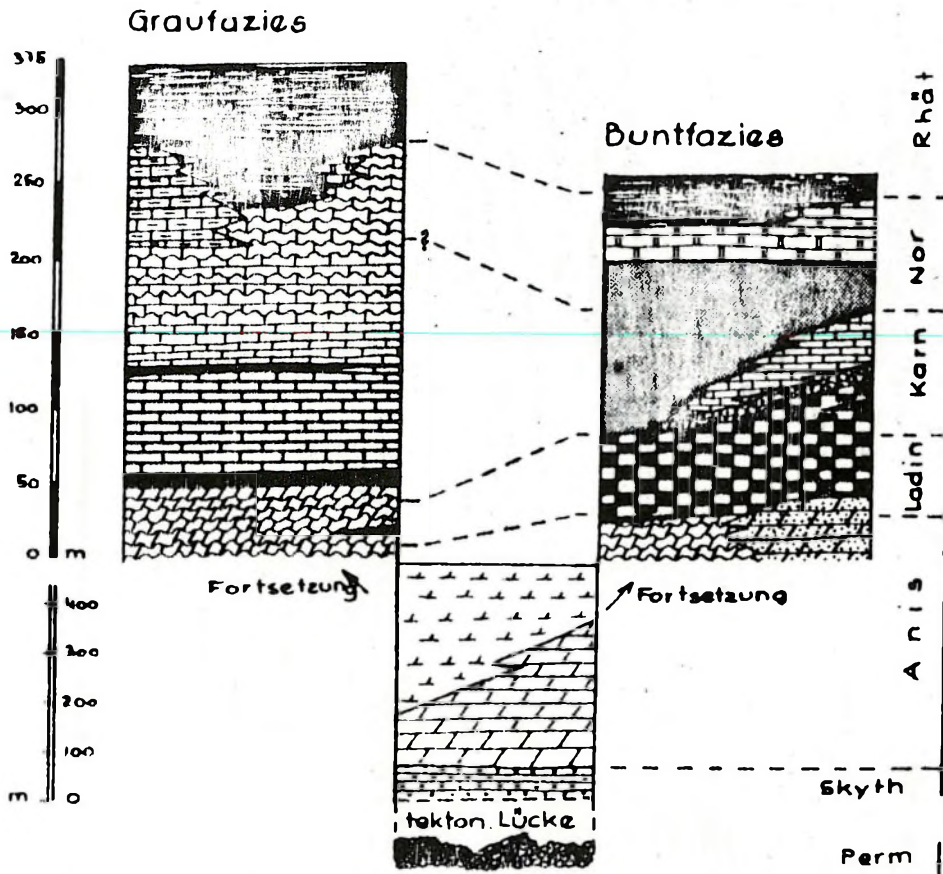 Graufazies
Buntfazies
375
300
250
200
150
100
50
0 m
Rhät
Nor
Karn
Ladin
Anis
?
Fortsetzung
Fortsetzung
400
300
200
100
m 0
Skyth
tekton. Lücke
Perm